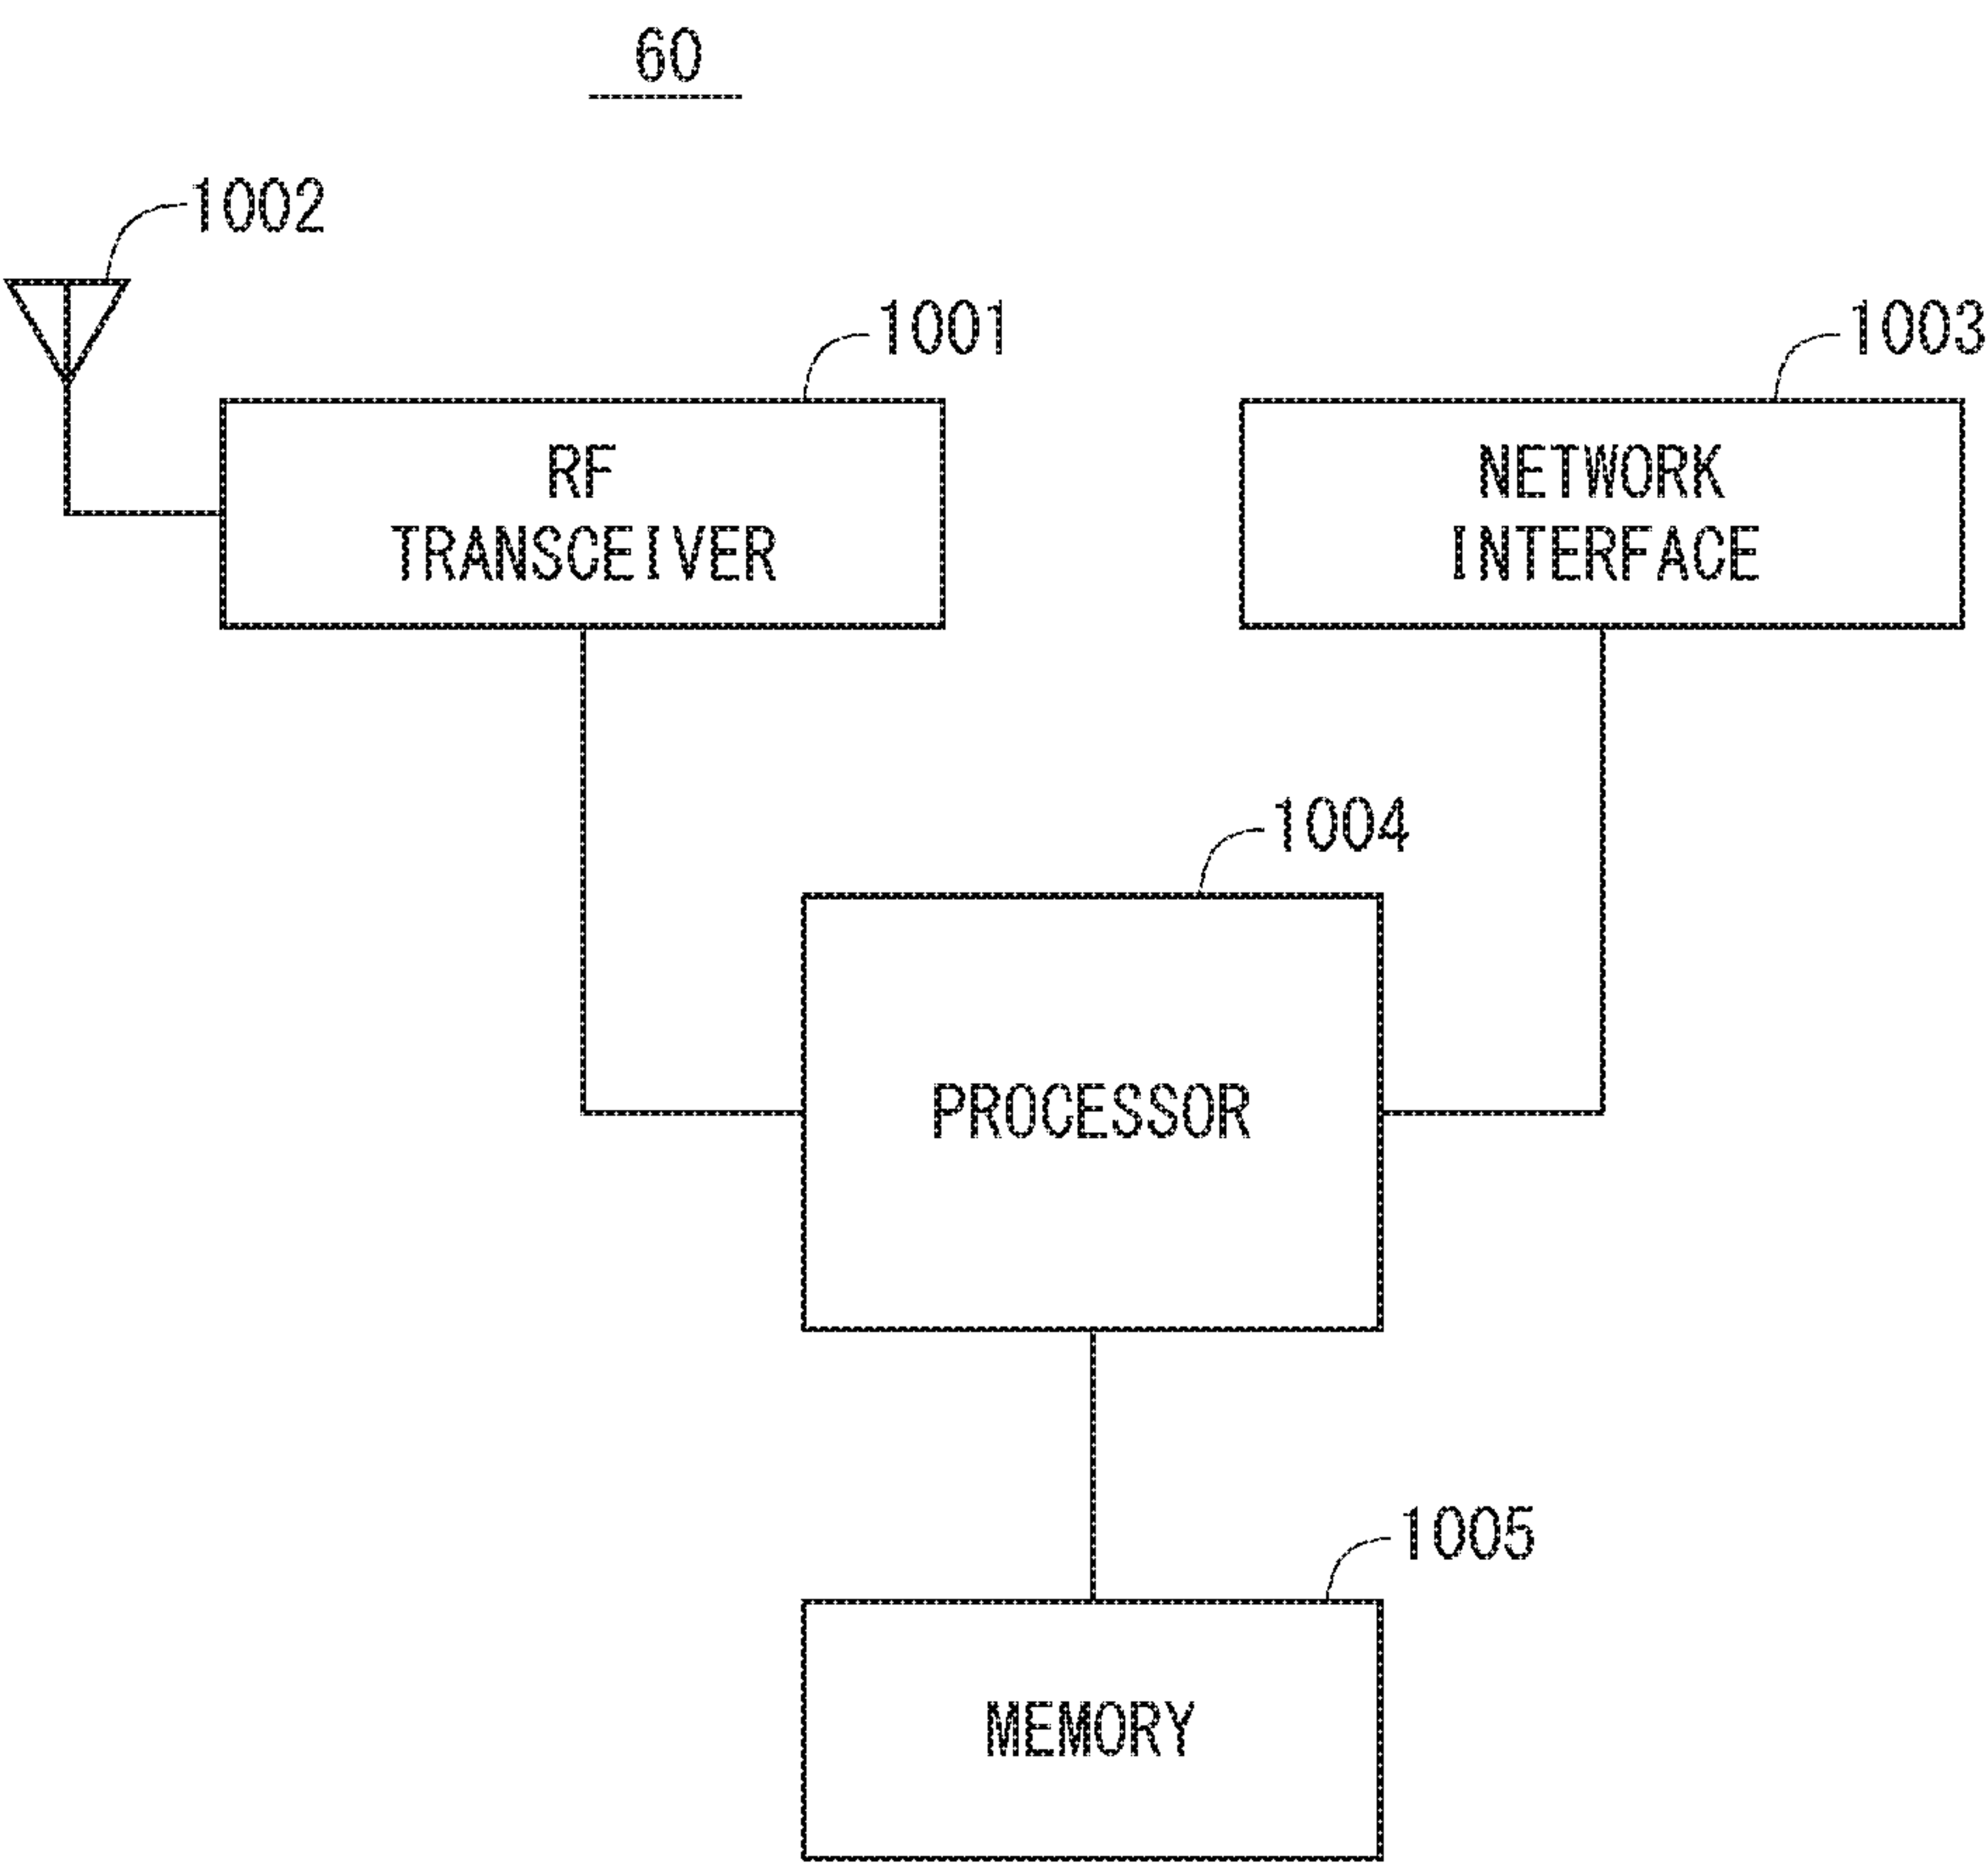 60
1002
1001
1003
RF
TRANSCEIVER
NETWORK
INTERFACE
1004
PROCESSOR
1005
MEMORY